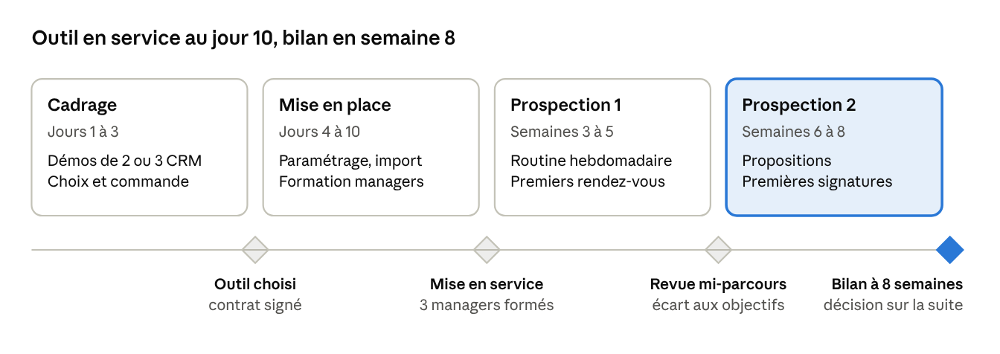 Outil en service au jour 10, bilan en semaine 8
Cadrage
Jours 1 à 3
Démos de 2 ou 3 CRM
Choix et commande
Mise en place
Jours 4 à 10
Paramétrage, import
Formation managers
Prospection 1
Semaines 3 à 5
Routine hebdomadaire
Premiers rendez-vous
Prospection 2
Semaines 6 à 8
Propositions
Premières signatures
Outil choisi
contrat signé
Mise en service
3 managers formés
Revue mi-parcours
écart aux objectifs
Bilan à 8 semaines
décision sur la suite